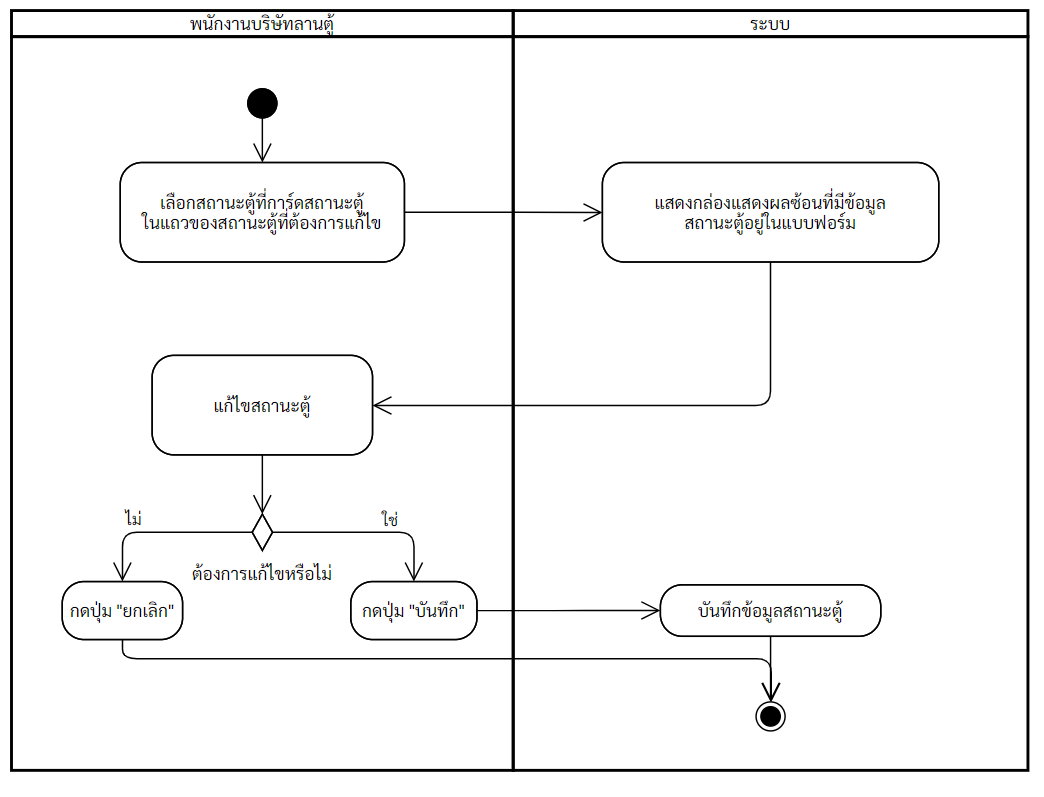 พนักงานบริษัทลานตู้
ระบบ
เลือกสถานะตู้ที่การ์ดสถานะตู้
ในแถวของสถานะตู้ที่ต้องการแก้ไข
แสดงกล่องแสดงผลซ้อนที่มีข้อมูล
สถานะตู้อยู่ในแบบฟอร์ม
แก้ไขสถานะตู้
ไม่
ใช่
ต้องการแก้ไขหรือไม่
กดปุ่ม "ยกเลิก"
กดปุ่ม "บันทึก"
บันทึกข้อมูลสถานะตู้